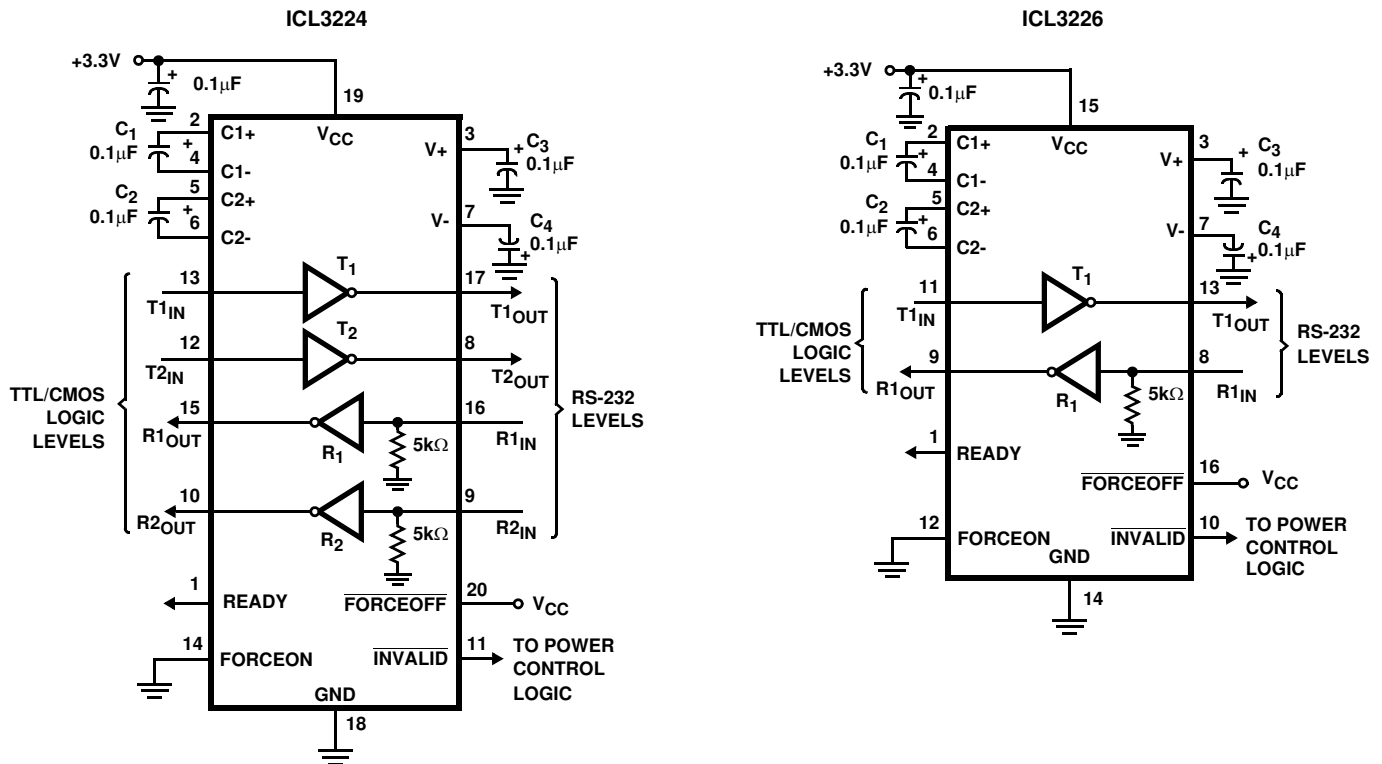 ICL3224
+3.3V
+
0.1μF
19
2
C1+
VCC
3
C1
0.1μF
+
4
C1-
V+
+
C3
0.1μF
5
C2+
C2
0.1μF
+
6
C2-
7
V-
C4
0.1μF
+
T1
13
17
T1IN
T1OUT
T2
12
8
T2IN
T2OUT
TTL/CMOS
LOGIC
LEVELS
RS-232
LEVELS
15
16
R1OUT
R1
5kΩ
R1IN
10
9
R2OUT
R2
5kΩ
R2IN
1
READY
FORCEOFF
20
VCC
14
FORCEON
INVALID
11
TO POWER
CONTROL
LOGIC
GND
18
ICL3226
+3.3V
+
0.1μF
15
2
C1+
VCC
3
C1
0.1μF
+
4
C1-
V+
+
C3
0.1μF
5
C2+
C2
0.1μF
+
6
C2-
7
V-
C4
0.1μF
+
T1
11
13
T1IN
T1OUT
TTL/CMOS
LOGIC
LEVELS
RS-232
LEVELS
9
8
R1OUT
R1
5kΩ
R1IN
1
READY
FORCEOFF
16
VCC
12
FORCEON
INVALID
10
TO POWER
CONTROL
LOGIC
GND
14